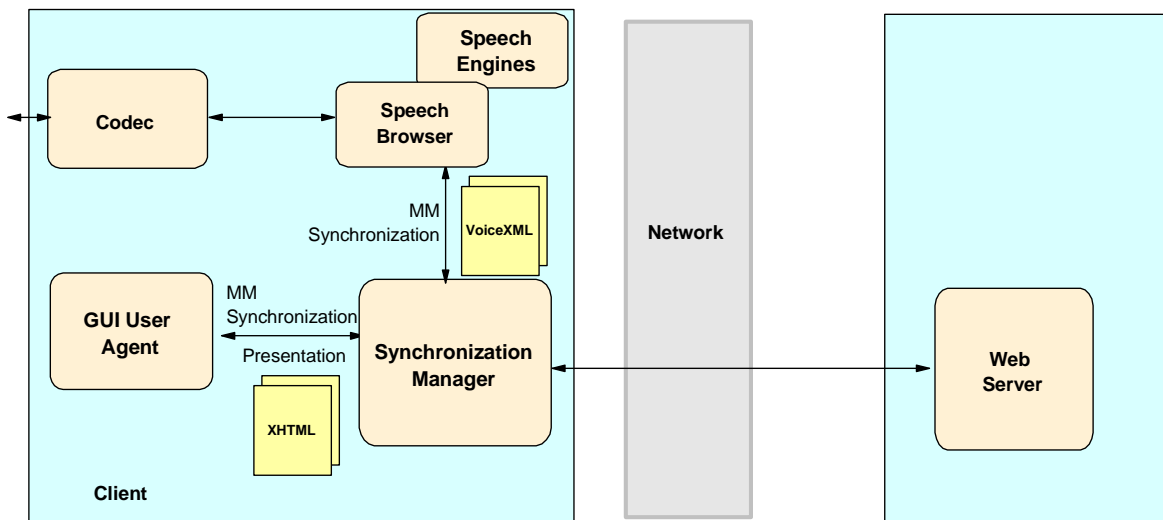 Speech
Engines
Codec
Speech
Browser
MM
Synchronization
VoiceXML
Network
GUI User
Agent
MM
Synchronization
Presentation
XHTML
Synchronization
Manager
Web
Server
Client